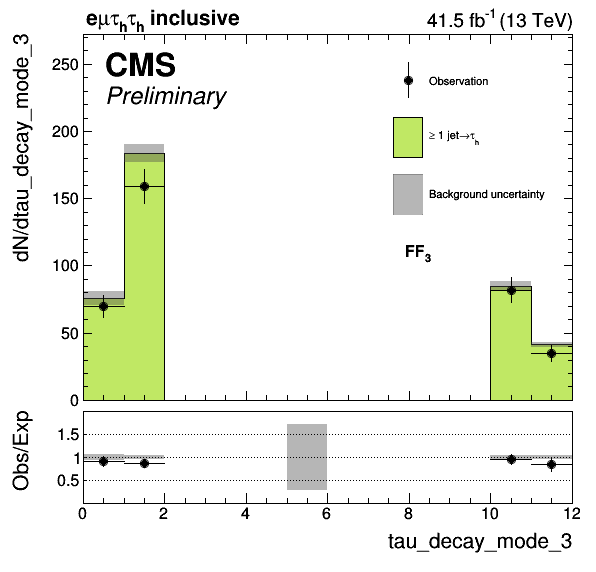 eμτhτh inclusive
41.5 fb-1 (13 TeV)
CMS
Preliminary
Observation
≥ 1 jet→τh
Background uncertainty
FF3
dN/dtau_decay_mode_3
250
200
150
100
50
0
Obs/Exp
1.5
1
0.5
0 2 4 6 8 10 12
tau_decay_mode_3